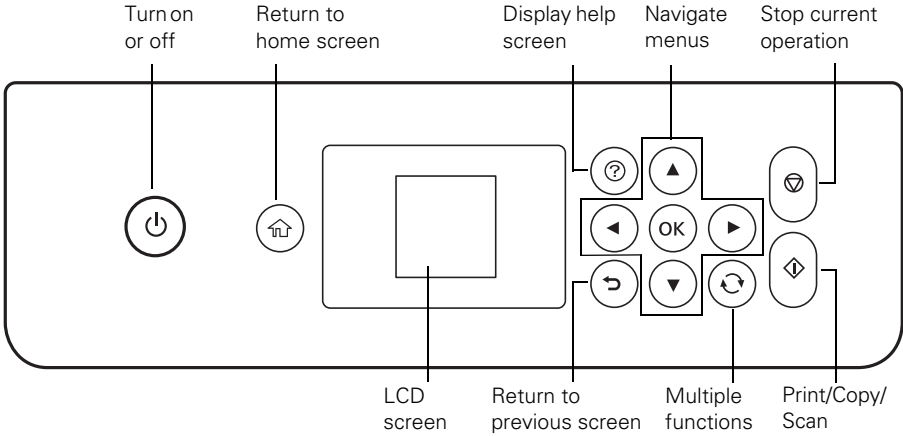 Turn on
or off
Return to
home screen
Display help
screen
Navigate
menus
Stop current
operation
?
OK
LCD
screen
Return to
previous screen
Multiple
functions
Print/Copy/
Scan